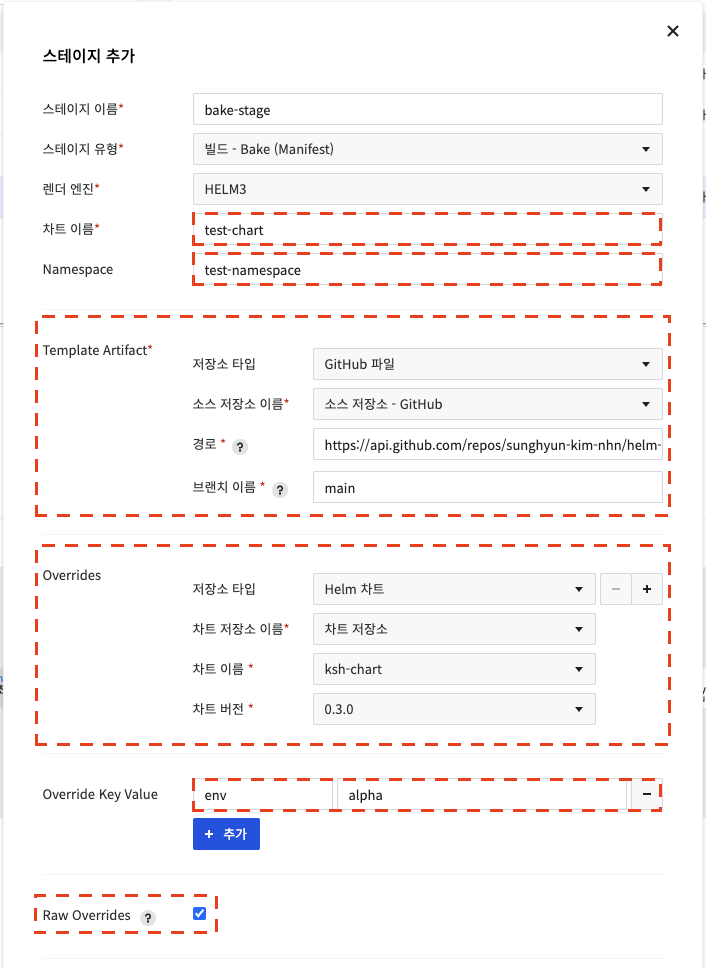 스테이지 추가
스테이지 이름* bake-stage
스테이지 유형* 빌드 - Bake (Manifest)
렌더 엔진* HELM3
차트 이름* test-chart
Namespace test-namespace
Template Artifact*
저장소 타입 GitHub 파일
소스 저장소 이름* 소스 저장소 - GitHub
경로 * ? https://api.github.com/repos/sunghyun-kim-nhn/helm-
브랜치 이름 * ? main
Overrides
저장소 타입 Helm 차트 − +
차트 저장소 이름* 차트 저장소
차트 이름 * ksh-chart
차트 버전 * 0.3.0
Override Key Value env alpha −
+ 추가
Raw Overrides ?